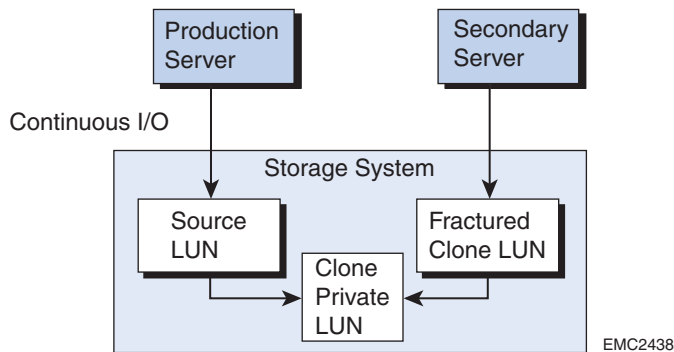 Production
Server
Secondary
Server
Continuous I/O
Storage System
Source
LUN
Fractured
Clone LUN
Clone
Private
LUN
EMC2438